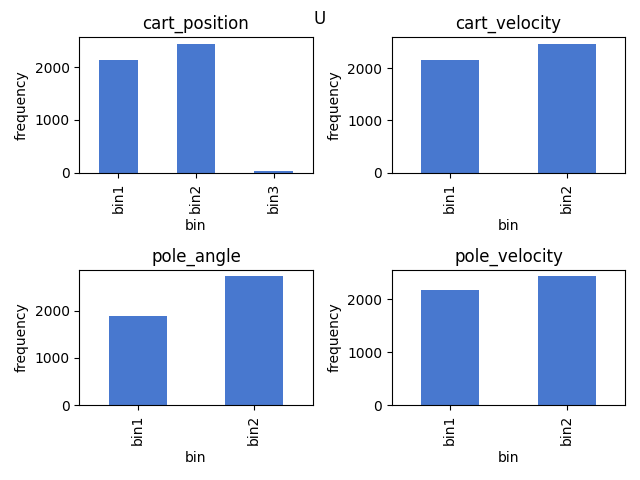 U
cart_position
frequency
2000
1000
0
bin1
bin2
bin3
bin
cart_velocity
frequency
2000
1000
0
bin1
bin2
bin
pole_angle
frequency
2000
1000
0
bin1
bin2
bin
pole_velocity
frequency
2000
1000
0
bin1
bin2
bin